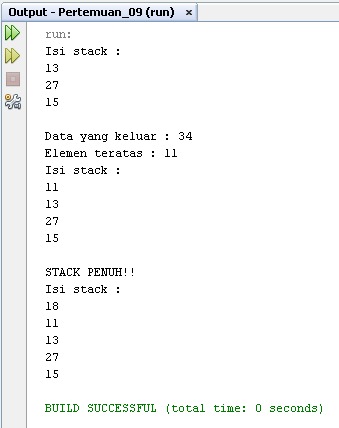 Output - Pertemuan_09 (run) ×
run:
Isi stack :
13
27
15
Data yang keluar : 34
Elemen teratas : 11
Isi stack :
11
13
27
15
STACK PENUH!!
Isi stack :
18
11
13
27
15
BUILD SUCCESSFUL (total time: 0 seconds)